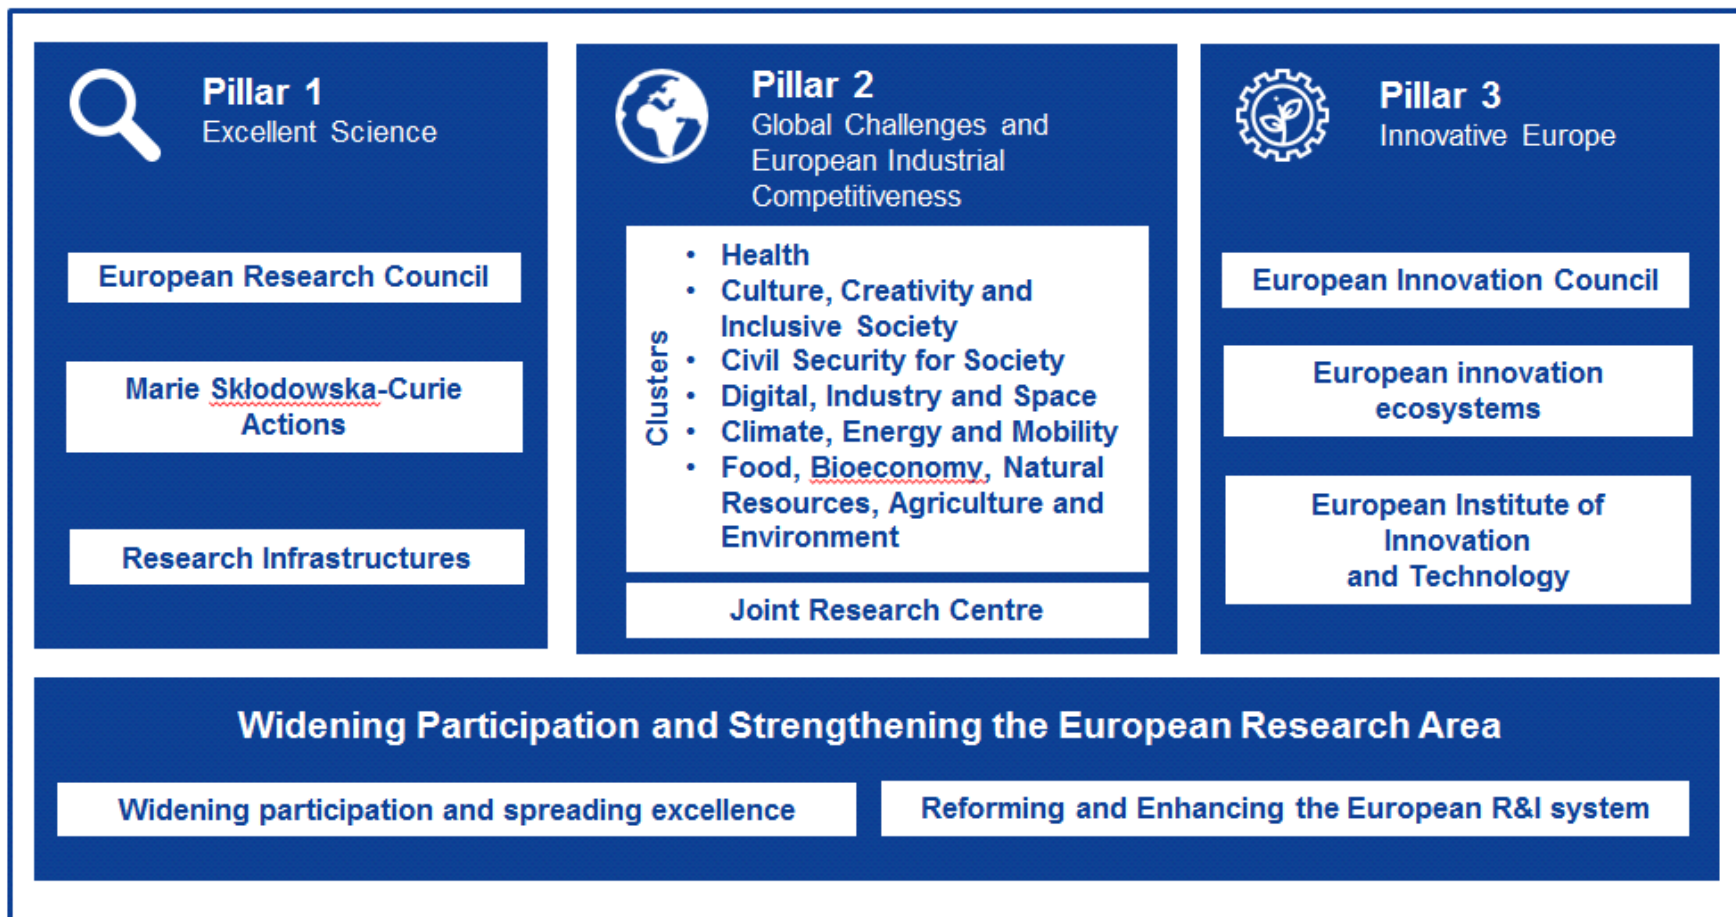 Pillar 1
Excellent Science
European Research Council
Marie Skłodowska-Curie
Actions
Research Infrastructures
Pillar 2
Global Challenges and
European Industrial
Competitiveness
Clusters
• Health
• Culture, Creativity and
Inclusive Society
• Civil Security for Society
• Digital, Industry and Space
• Climate, Energy and Mobility
• Food, Bioeconomy, Natural
Resources, Agriculture and
Environment
Joint Research Centre
Pillar 3
Innovative Europe
European Innovation Council
European innovation
ecosystems
European Institute of
Innovation
and Technology
Widening Participation and Strengthening the European Research Area
Widening participation and spreading excellence
Reforming and Enhancing the European R&I system